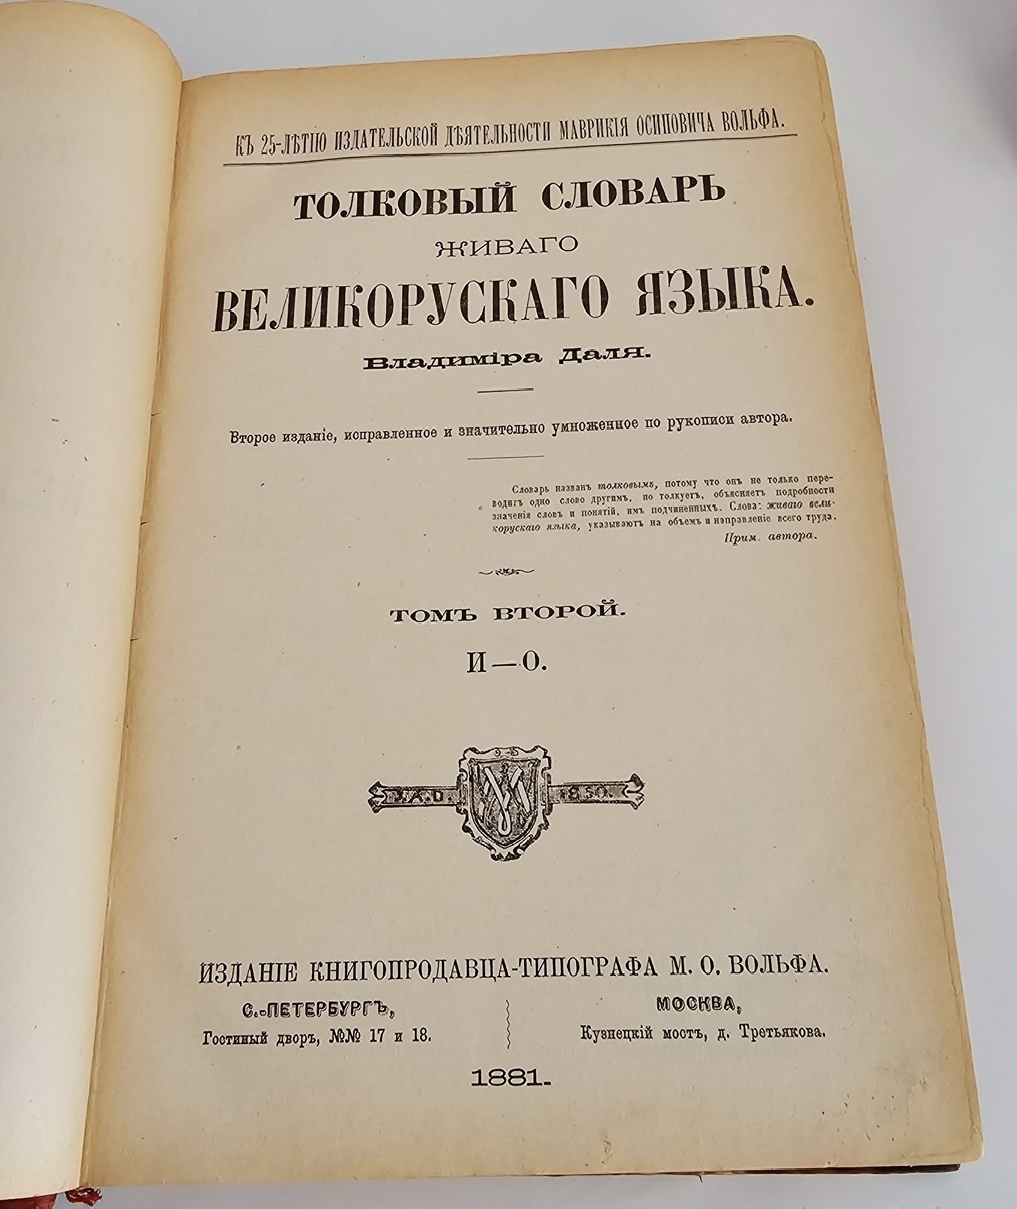 КЪ 25-ЛѢТІЮ ИЗДАТЕЛЬСКОЙ ДѢЯТЕЛЬНОСТИ МАВРИКІЯ ОСИПОВИЧА ВОЛЬФА.
ТОЛКОВЫЙ СЛОВАРЬ
ЖИВАГО
ВЕЛИКОРУСКАГО ЯЗЫКА.
Владиміра Даля.
Второе изданіе, исправленное и значительно умноженное по рукописи автора.
Словарь названъ толковымъ, потому что онъ не только пере-
водитъ одно слово другимъ, но толкуетъ, объясняетъ подробности
значенія словъ и понятій, имъ подчиненныхъ. Слова: живаго вели-
корускаго языка, указываютъ на объемъ и направленіе всего труда.
Прим. автора.
ТОМЪ ВТОРОЙ.
И—О.
1850.
ИЗДАНІЕ КНИГОПРОДАВЦА-ТИПОГРАФА М. О. ВОЛЬФА.
С.-ПЕТЕРБУРГЪ,
Гостиный дворъ, №№ 17 и 18.
МОСКВА,
Кузнецкій мостъ, д. Третьякова.
1881.